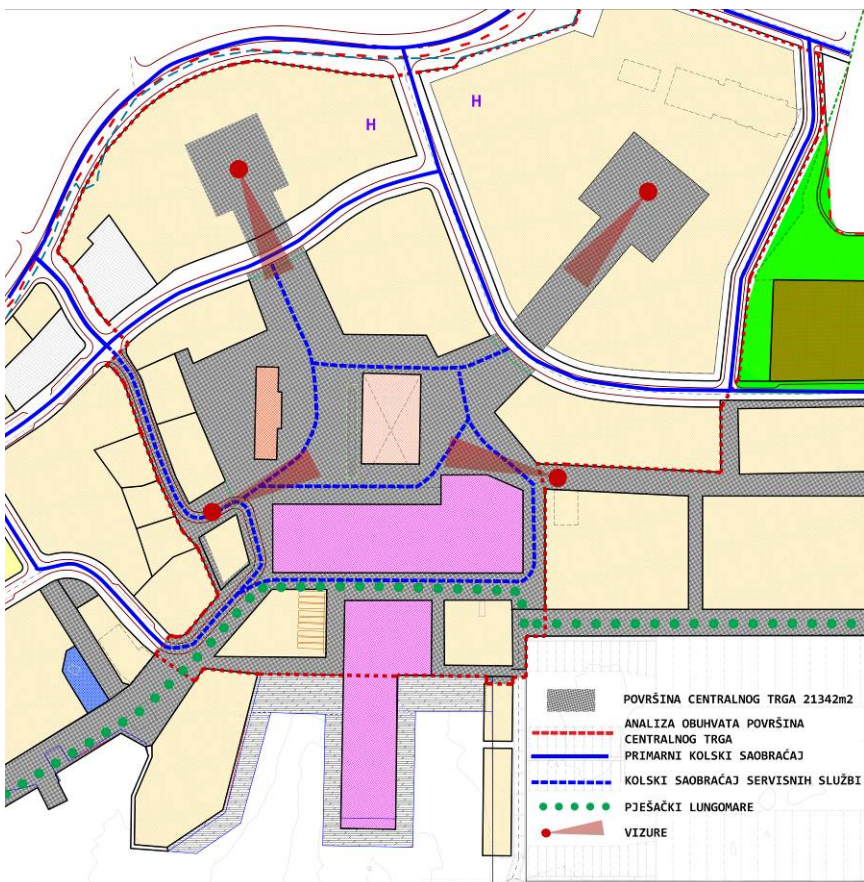 H
H
POVRŠINA CENTRALNOG TRGA 21342m2
ANALIZA OBUHVATA POVRŠINA
CENTRALNOG TRGA
PRIMARNI KOLSKI SAOBRAĆAJ
KOLSKI SAOBRAĆAJ SERVISNIH SLUŽBI
PJEŠAČKI LUNGOMARE
VIZURE